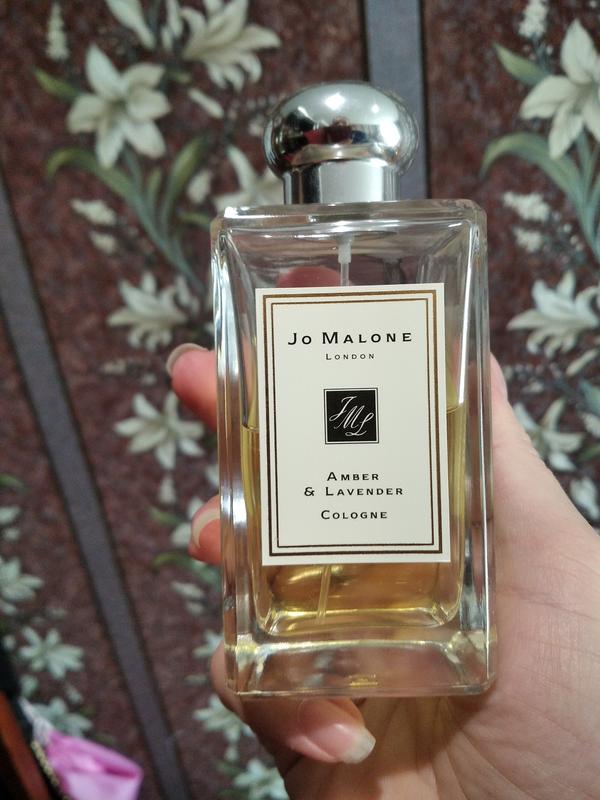 Jo Malone
London
JML
Amber
& Lavender
Cologne